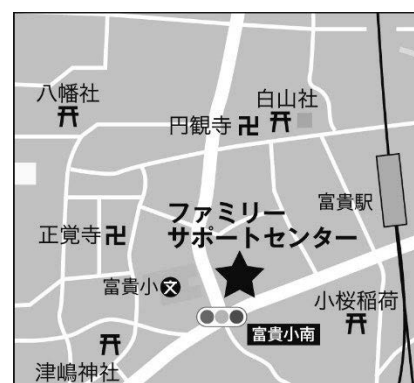 八幡社
白山社
円観寺
ファミリー
サポートセンター
富貴駅
正覚寺
富貴小
文
小桜稲荷
富貴小南
津嶋神社